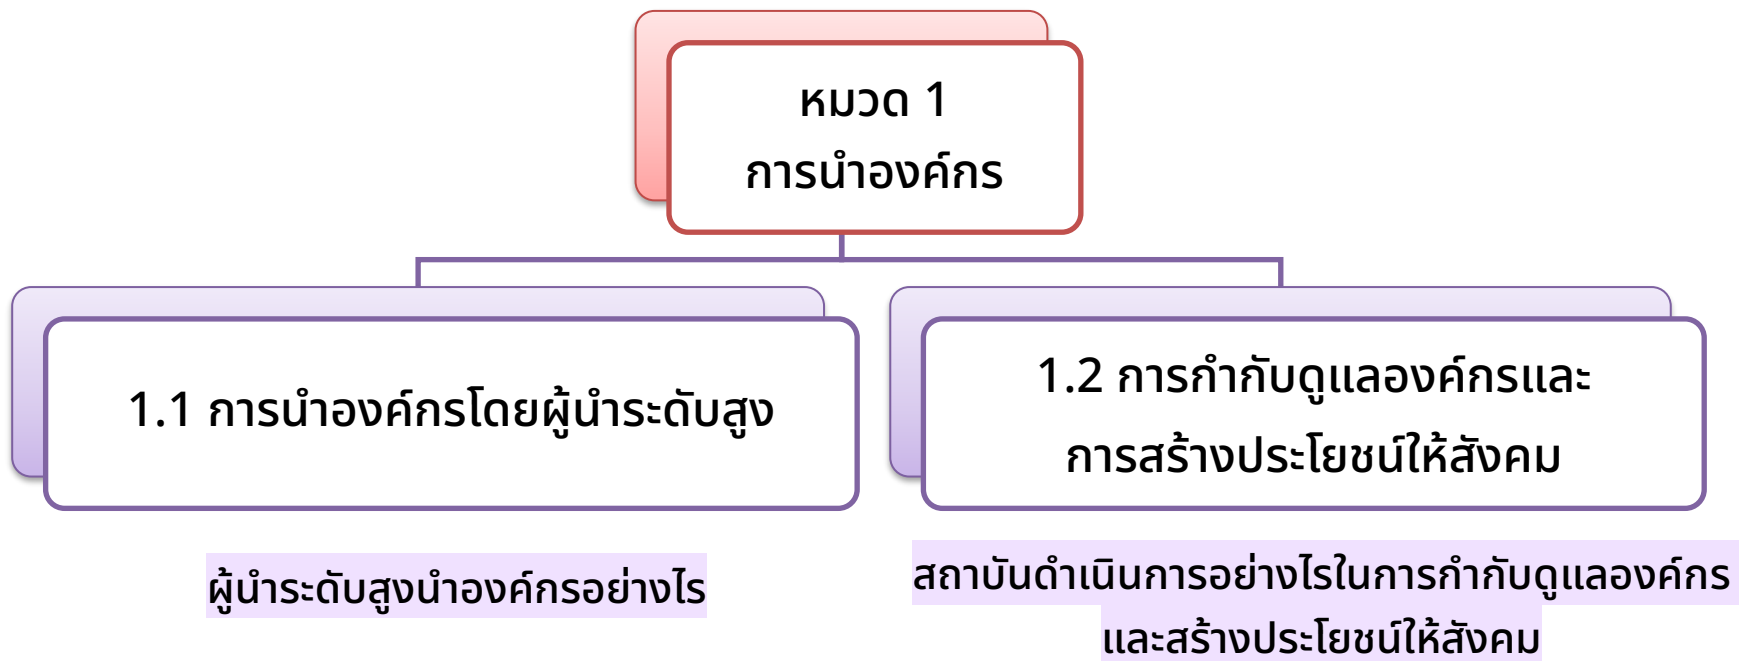 หมวด 1
การนำองค์กร
1.1 การนำองค์กรโดยผู้นำระดับสูง
1.2 การกำกับดูแลองค์กรและ
การสร้างประโยชน์ให้สังคม
ผู้นำระดับสูงนำองค์กรอย่างไร
สถาบันดำเนินการอย่างไรในการกำกับดูแลองค์กร
และสร้างประโยชน์ให้สังคม